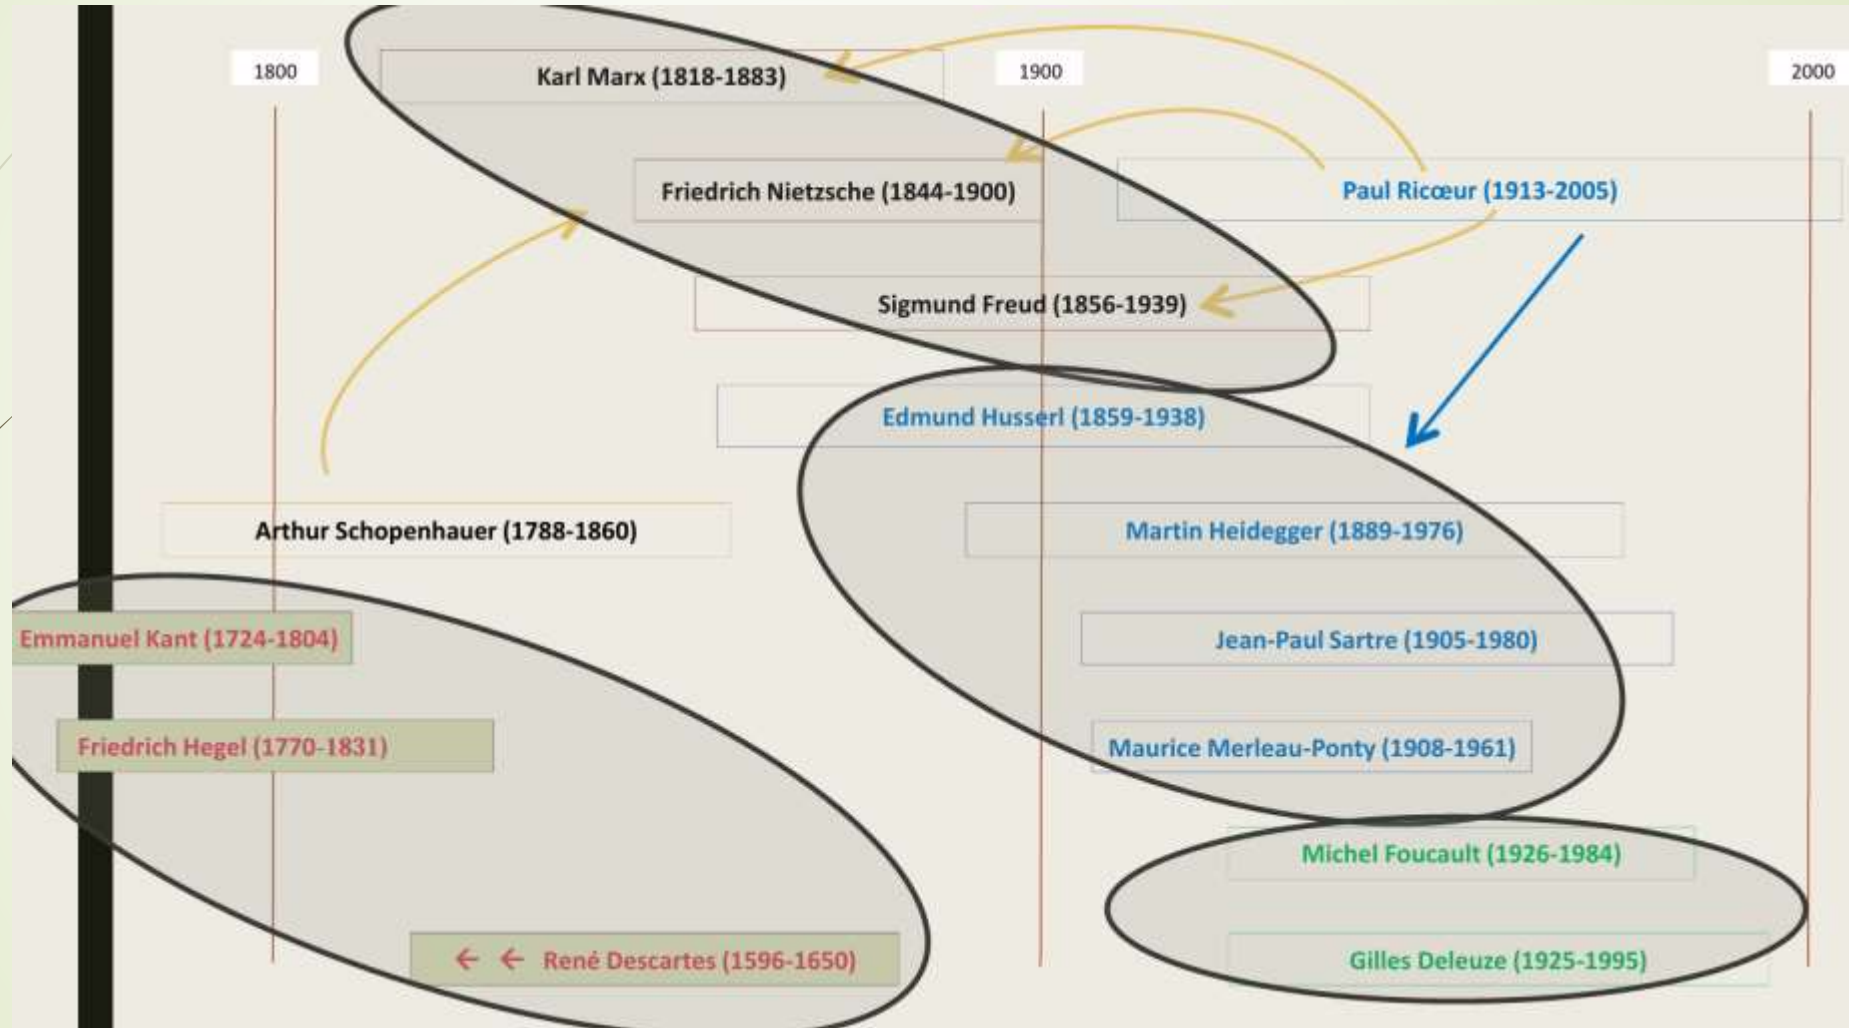 1800
1900
2000
Karl Marx (1818-1883)
Friedrich Nietzsche (1844-1900)
Paul Ricœur (1913-2005)
Sigmund Freud (1856-1939)
Edmund Husserl (1859-1938)
Arthur Schopenhauer (1788-1860)
Martin Heidegger (1889-1976)
Emmanuel Kant (1724-1804)
Jean-Paul Sartre (1905-1980)
Friedrich Hegel (1770-1831)
Maurice Merleau-Ponty (1908-1961)
Michel Foucault (1926-1984)
← ← René Descartes (1596-1650)
Gilles Deleuze (1925-1995)